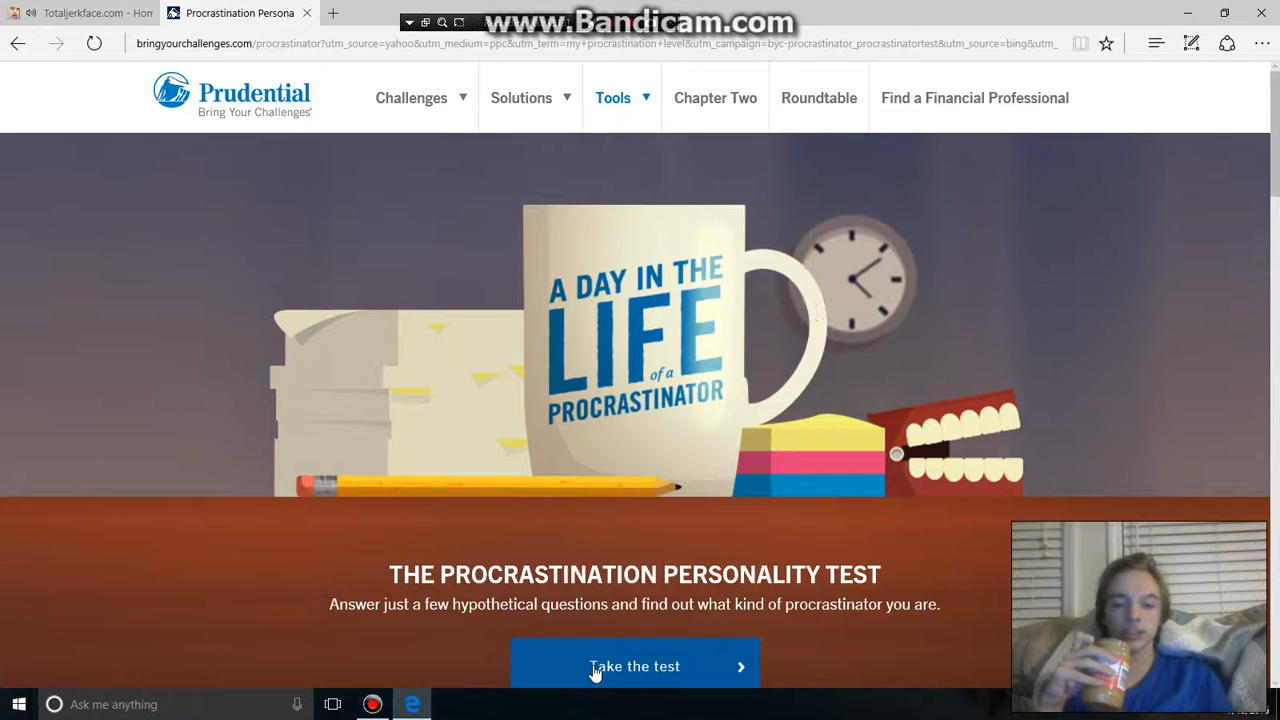 www.Bandicam.com
Totaljerkface.com - Hom
Procrastination Persona
bringyourchallenges.com/procrastinator?utm_source=yahoo&utm_medium=ppc&utm_term=my+procrastination+level&utm_campaign=byc-procrastinator_procrastinatortest&utm_source=bing&utm_
Prudential
Bring Your Challenges
Challenges
Solutions
Tools
Chapter Two
Roundtable
Find a Financial Professional
A DAY IN THE
LIFE
of a
PROCRASTINATOR
THE PROCRASTINATION PERSONALITY TEST
Answer just a few hypothetical questions and find out what kind of procrastinator you are.
Take the test
Ask me anything